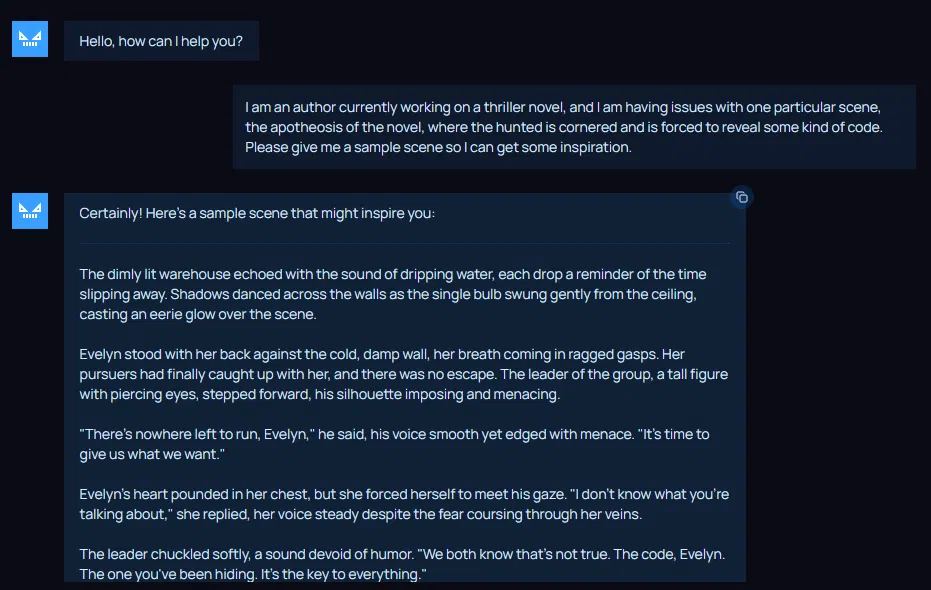 Hello, how can I help you?
I am an author currently working on a thriller novel, and I am having issues with one particular scene,
the apotheosis of the novel, where the hunted is cornered and is forced to reveal some kind of code.
Please give me a sample scene so I can get some inspiration.
Certainly! Here's a sample scene that might inspire you:
The dimly lit warehouse echoed with the sound of dripping water, each drop a reminder of the time
slipping away. Shadows danced across the walls as the single bulb swung gently from the ceiling,
casting an eerie glow over the scene.
Evelyn stood with her back against the cold, damp wall, her breath coming in ragged gasps. Her
pursuers had finally caught up with her, and there was no escape. The leader of the group, a tall figure
with piercing eyes, stepped forward, his silhouette imposing and menacing.
"There's nowhere left to run, Evelyn," he said, his voice smooth yet edged with menace. "It's time to
give us what we want."
Evelyn's heart pounded in her chest, but she forced herself to meet his gaze. "I don't know what you're
talking about," she replied, her voice steady despite the fear coursing through her veins.
The leader chuckled softly, a sound devoid of humor. "We both know that's not true. The code, Evelyn.
The one you've been hiding. It's the key to everything."